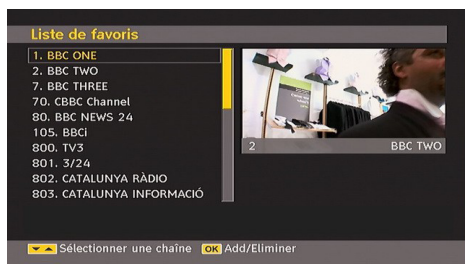 Liste de favoris
1. BBC ONE
2. BBC TWO
7. BBC THREE
70. CBBC Channel
80. BBC NEWS 24
105. BBCi
800. TV3
801. 3/24
802. CATALUNYA RÀDIO
803. CATALUNYA INFORMACIÓ
2 BBC TWO
Sélectionner une chaîne OK Add/Eliminer